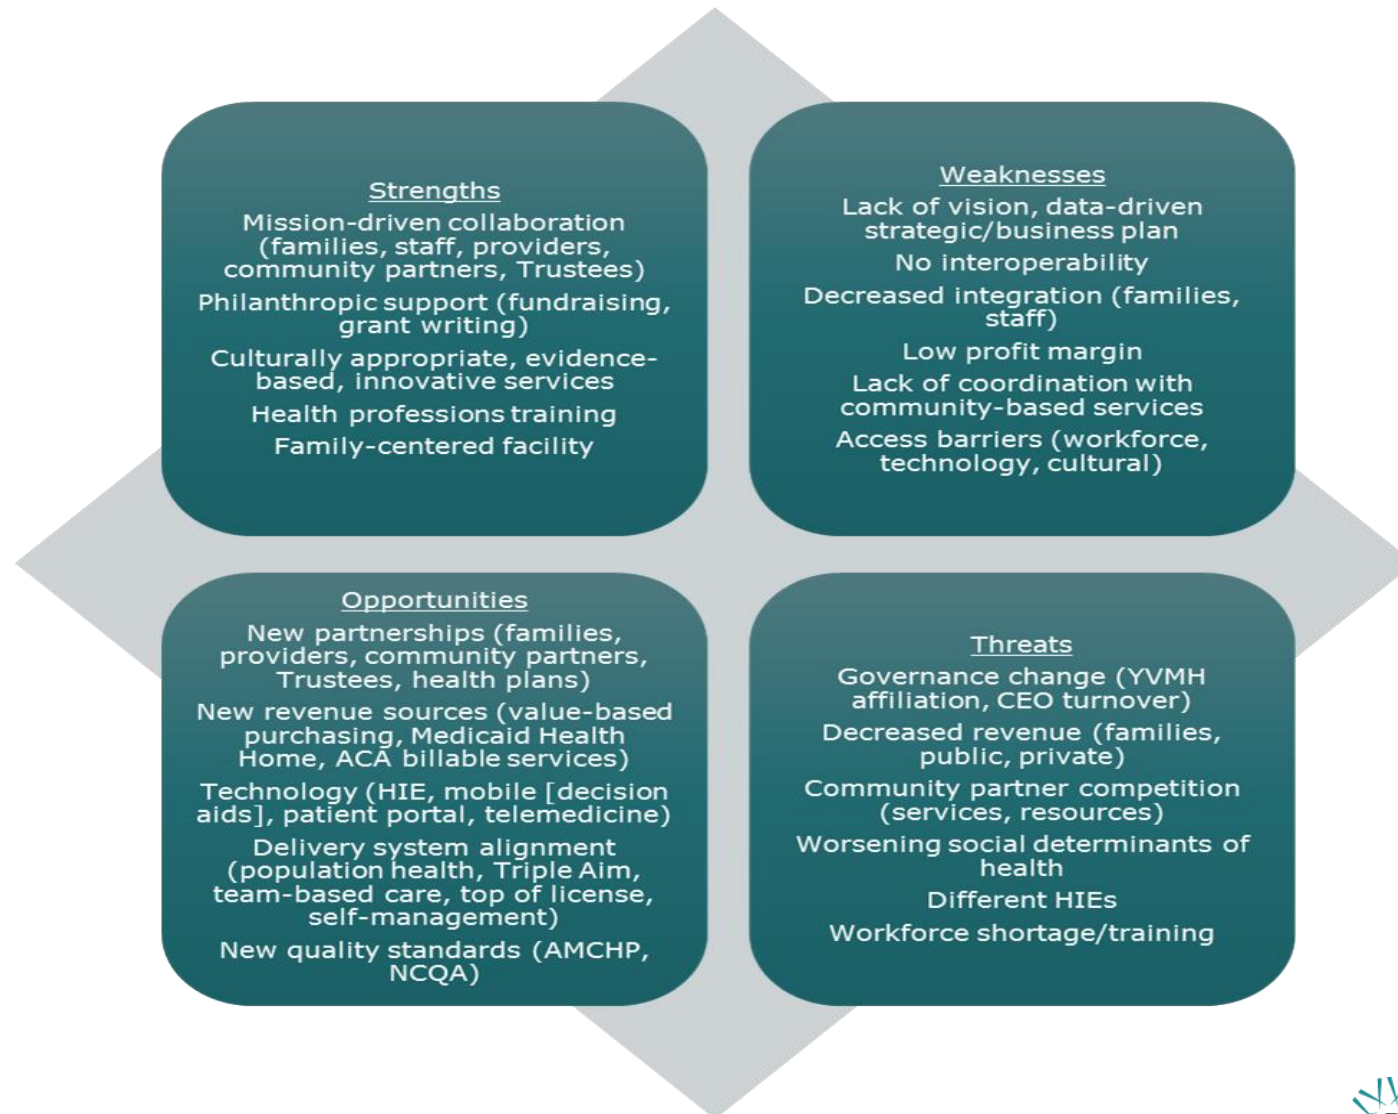 Strengths
Mission-driven collaboration
(families, staff, providers,
community partners, Trustees)
Philanthropic support (fundraising,
grant writing)
Culturally appropriate, evidence-
based, innovative services
Health professions training
Family-centered facility
Weaknesses
Lack of vision, data-driven
strategic/business plan
No interoperability
Decreased integration (families,
staff)
Low profit margin
Lack of coordination with
community-based services
Access barriers (workforce,
technology, cultural)
Opportunities
New partnerships (families,
providers, community partners,
Trustees, health plans)
New revenue sources (value-based
purchasing, Medicaid Health
Home, ACA billable services)
Technology (HIE, mobile [decision
aids], patient portal, telemedicine)
Delivery system alignment
(population health, Triple Aim,
team-based care, top of license,
self-management)
New quality standards (AMCHP,
NCQA)
Threats
Governance change (YVMH
affiliation, CEO turnover)
Decreased revenue (families,
public, private)
Community partner competition
(services, resources)
Worsening social determinants of
health
Different HIEs
Workforce shortage/training